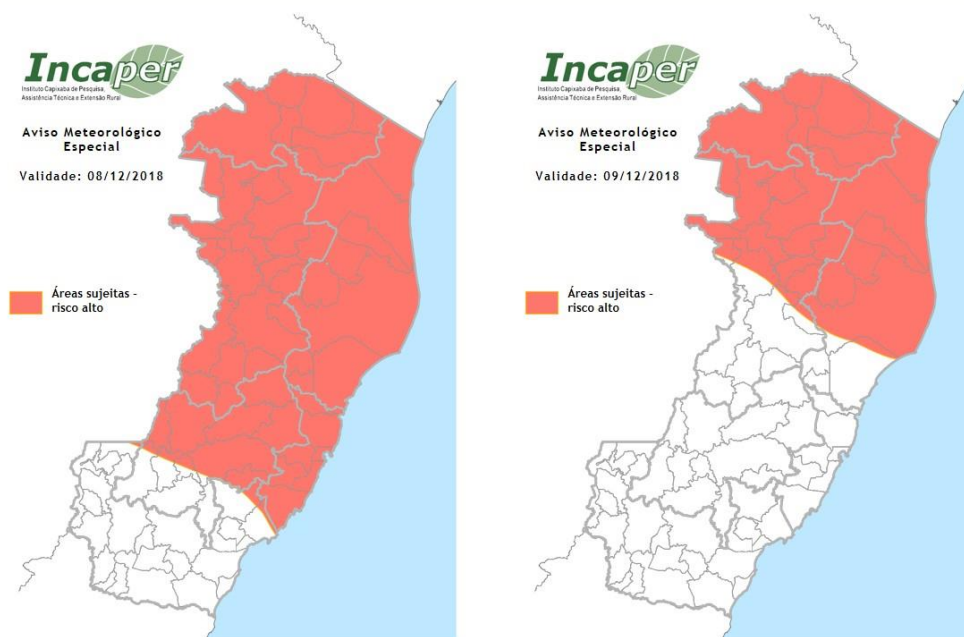 Incaper
Instituto Capixaba de Pesquisa,
Assistência Técnica e Extensão Rural
Aviso Meteorológico
Especial
Validade: 08/12/2018
Áreas sujeitas -
risco alto
Incaper
Instituto Capixaba de Pesquisa,
Assistência Técnica e Extensão Rural
Aviso Meteorológico
Especial
Validade: 09/12/2018
Áreas sujeitas -
risco alto